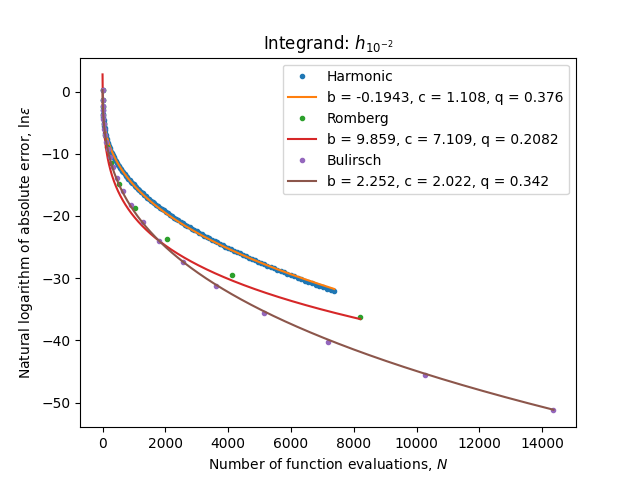 Integrand: h₁₀₋₂
Harmonic
b = -0.1943, c = 1.108, q = 0.376
Romberg
b = 9.859, c = 7.109, q = 0.2082
Bulirsch
b = 2.252, c = 2.022, q = 0.342
Natural logarithm of absolute error, lnε
0
−10
−20
−30
−40
−50
0 2000 4000 6000 8000 10000 12000 14000
Number of function evaluations, N